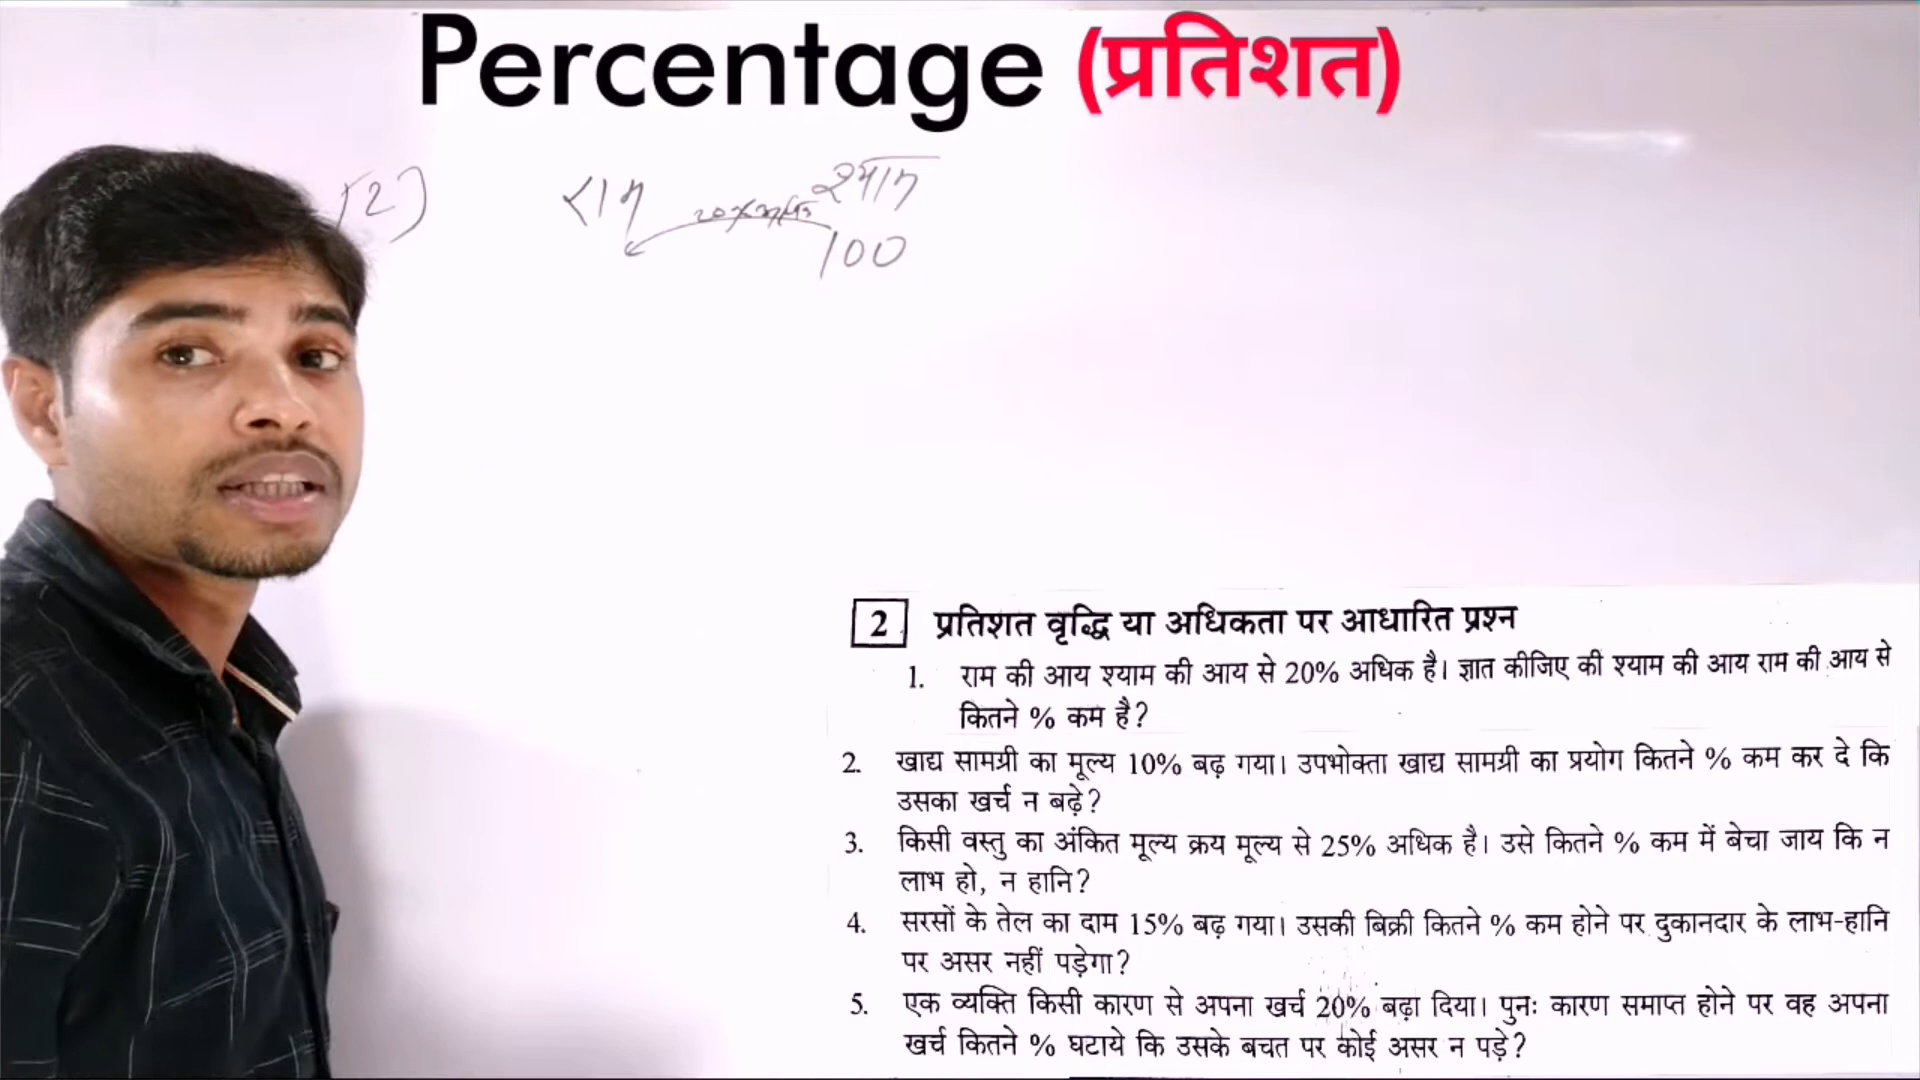 Percentage (प्रतिशत)
(2)
राम 20% अधिक श्याम
100
2 प्रतिशत वृद्धि या अधिकता पर आधारित प्रश्न
1. राम की आय श्याम की आय से 20% अधिक है। ज्ञात कीजिए की श्याम की आय राम की आय से
कितने % कम है?
2. खाद्य सामग्री का मूल्य 10% बढ़ गया। उपभोक्ता खाद्य सामग्री का प्रयोग कितने % कम कर दे कि
उसका खर्च न बढ़े?
3. किसी वस्तु का अंकित मूल्य क्रय मूल्य से 25% अधिक है। उसे कितने % कम में बेचा जाय कि न
लाभ हो, न हानि?
4. सरसों के तेल का दाम 15% बढ़ गया। उसकी बिक्री कितने % कम होने पर दुकानदार के लाभ-हानि
पर असर नहीं पड़ेगा?
5. एक व्यक्ति किसी कारण से अपना खर्च 20% बढ़ा दिया। पुनः कारण समाप्त होने पर वह अपना
खर्च कितने % घटाये कि उसके बचत पर कोई असर न पड़े?